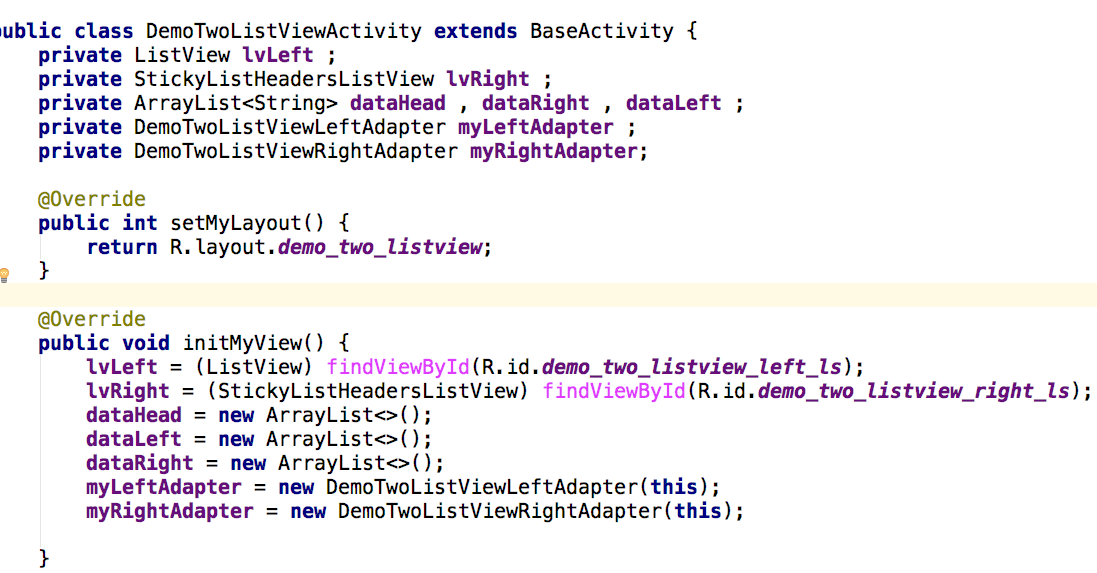 public class DemoTwoListViewActivity extends BaseActivity {
    private ListView lvLeft ;
    private StickyListHeadersListView lvRight ;
    private ArrayList<String> dataHead , dataRight , dataLeft ;
    private DemoTwoListViewLeftAdapter myLeftAdapter ;
    private DemoTwoListViewRightAdapter myRightAdapter;
    @Override
    public int setMyLayout() {
        return R.layout.demo_two_listview;
    }
    @Override
    public void initMyView() {
        lvLeft = (ListView) findViewById(R.id.demo_two_listview_left_ls);
        lvRight = (StickyListHeadersListView) findViewById(R.id.demo_two_listview_right_ls);
        dataHead = new ArrayList<>();
        dataLeft = new ArrayList<>();
        dataRight = new ArrayList<>();
        myLeftAdapter = new DemoTwoListViewLeftAdapter(this);
        myRightAdapter = new DemoTwoListViewRightAdapter(this);
    }